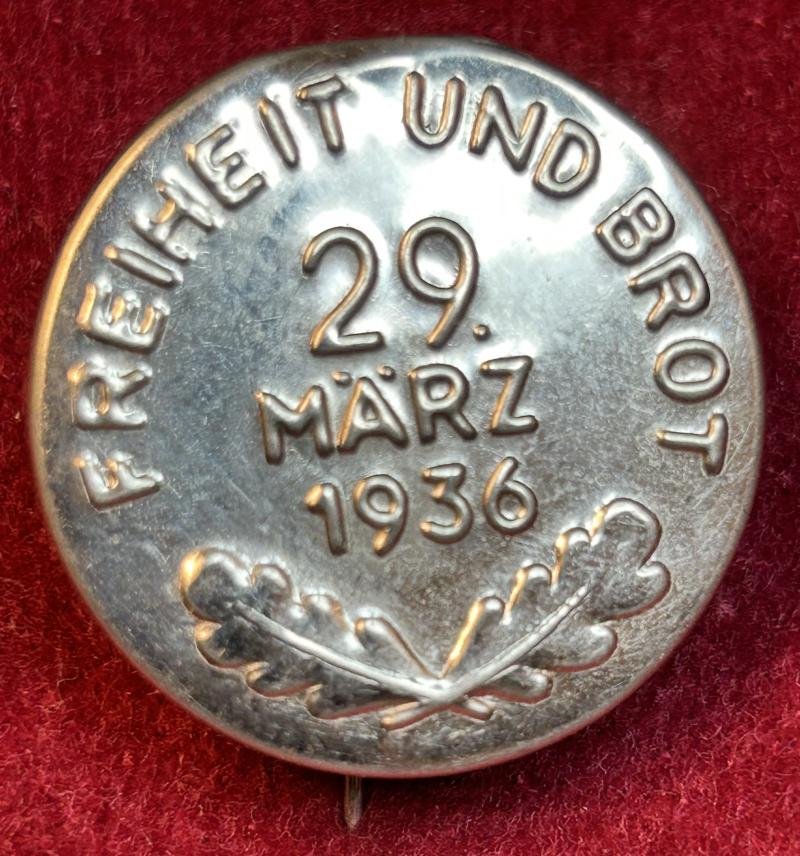 FREIHEIT UND BROT
29.
MÄRZ
1936